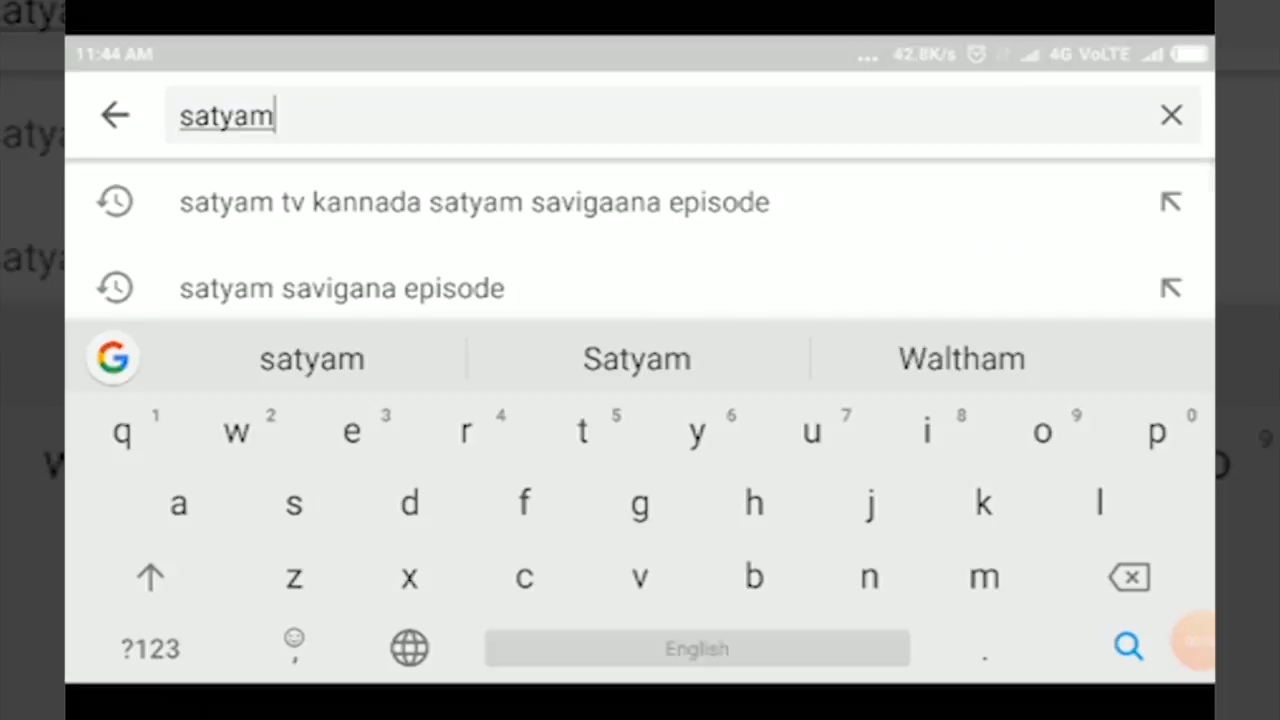 11:44 AM ... 42.8K/s 4G VoLTE
satyam
satyam tv kannada satyam savigaana episode
satyam savigana episode
satyam Satyam Waltham
q 1 w 2 e 3 r 4 t 5 y 6 u 7 i 8 o 9 p 0
a s d f g h j k l
z x c v b n m
?123 , English .